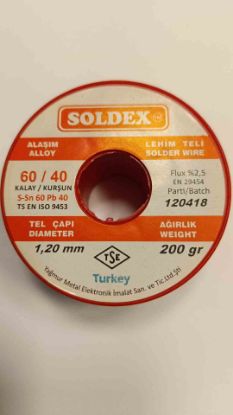 SOLDEX
ALAŞIM
ALLOY
LEHİM TELİ
SOLDER WIRE
60 / 40
KALAY / KURŞUN
S-Sn 60 Pb 40
TS EN ISO 9453
Flux %2,5
EN 29454
Parti/Batch
120418
TEL ÇAPI
DIAMETER
AĞIRLIK
WEIGHT
1,20 mm
200 gr
TSE
Turkey
Yağmur Metal Elektronik İmalat San. ve Tic.Ltd.Şti